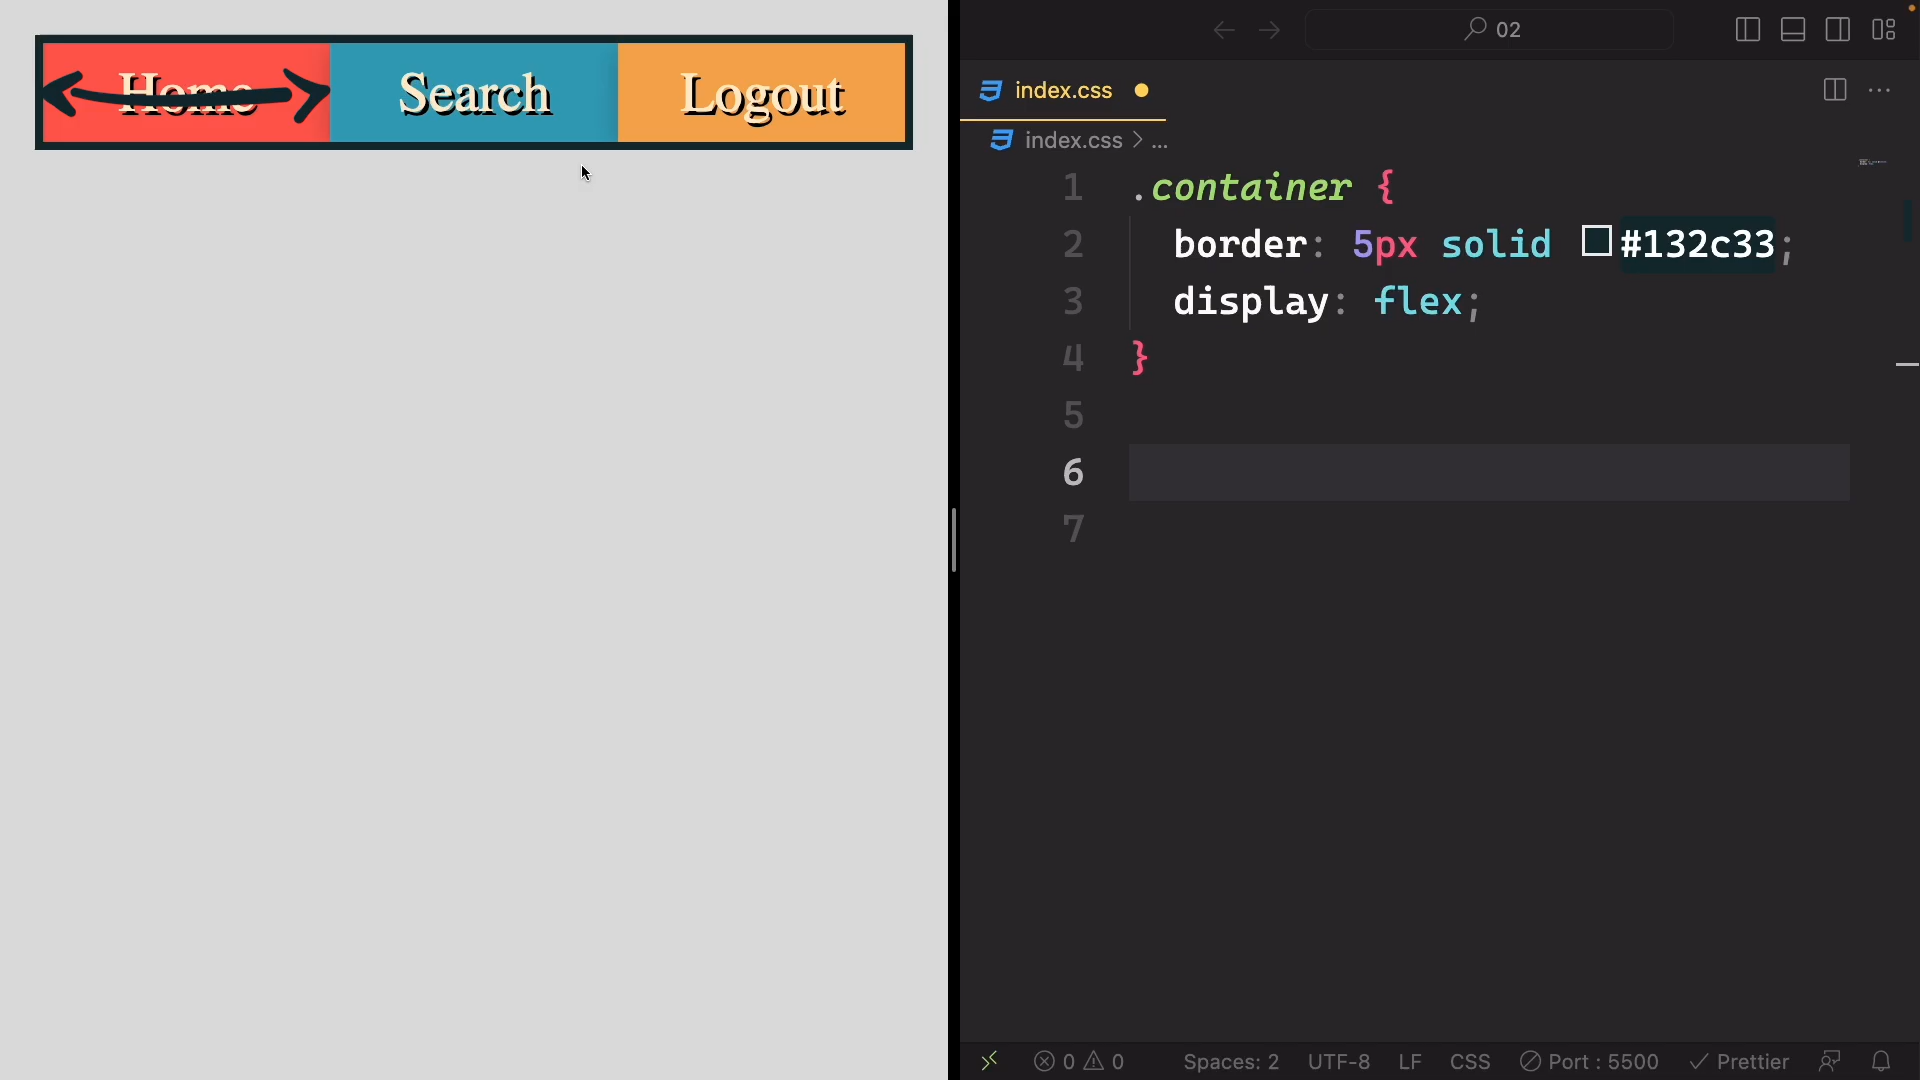 Home Search Logout
02
index.css
index.css > ...
1 .container {
2 border: 5px solid #132c33;
3 display: flex;
4 }
5
6
7
0 0 Spaces: 2 UTF-8 LF CSS Port : 5500 Prettier